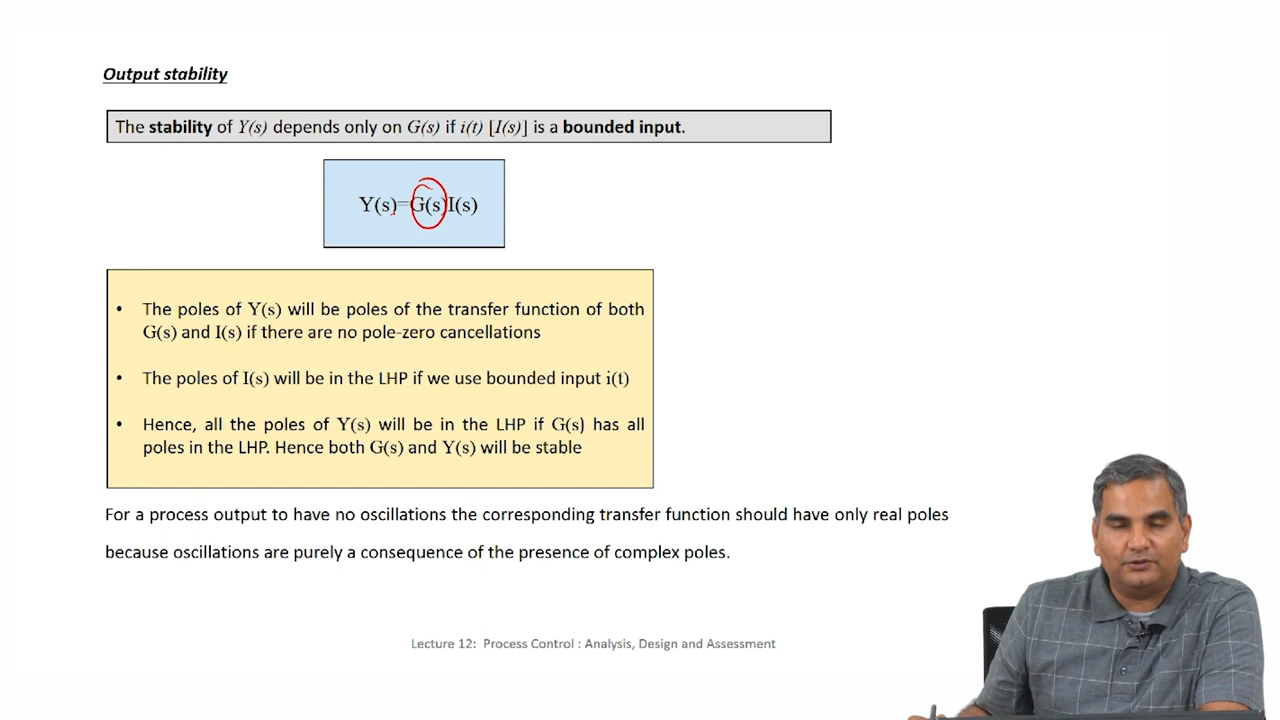 Output stability
The stability of Y(s) depends only on G(s) if i(t) [I(s)] is a bounded input.
Y(s)=G(s)I(s)
• The poles of Y(s) will be poles of the transfer function of both
G(s) and I(s) if there are no pole-zero cancellations
• The poles of I(s) will be in the LHP if we use bounded input i(t)
• Hence, all the poles of Y(s) will be in the LHP if G(s) has all
poles in the LHP. Hence both G(s) and Y(s) will be stable
For a process output to have no oscillations the corresponding transfer function should have only real poles
because oscillations are purely a consequence of the presence of complex poles.
Lecture 12: Process Control : Analysis, Design and Assessment